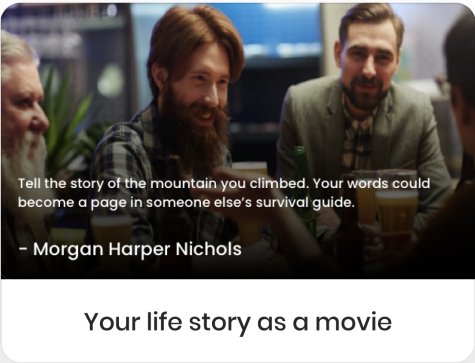 Tell the story of the mountain you climbed. Your words could
become a page in someone else’s survival guide.
- Morgan Harper Nichols
Your life story as a movie